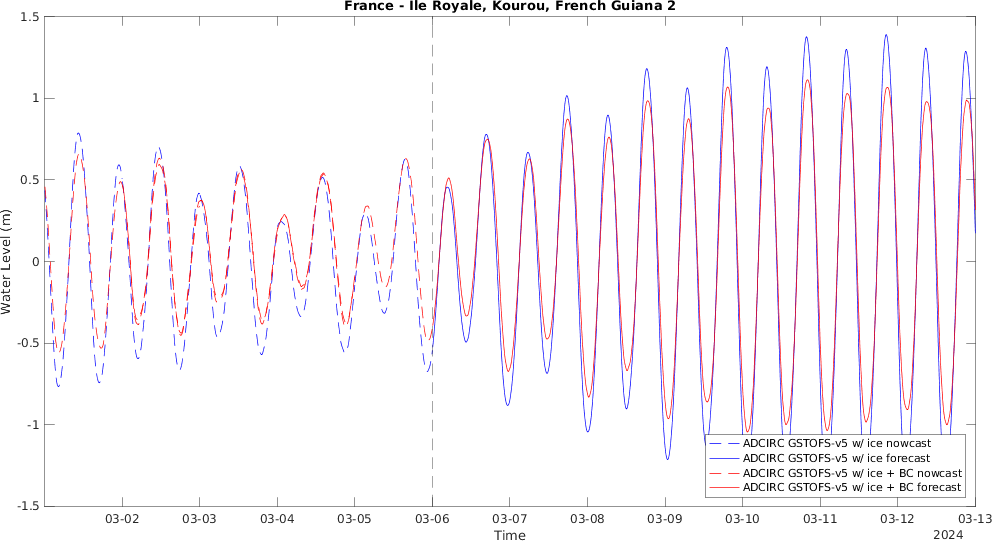 France - Ile Royale, Kourou, French Guiana 2
1.5
1
0.5
0
-0.5
-1
-1.5
Water Level (m)
ADCIRC GSTOFS-v5 w/ ice nowcast
ADCIRC GSTOFS-v5 w/ ice forecast
ADCIRC GSTOFS-v5 w/ ice + BC nowcast
ADCIRC GSTOFS-v5 w/ ice + BC forecast
03-02 03-03 03-04 03-05 03-06 03-07 03-08 03-09 03-10 03-11 03-12 03-13
Time
2024